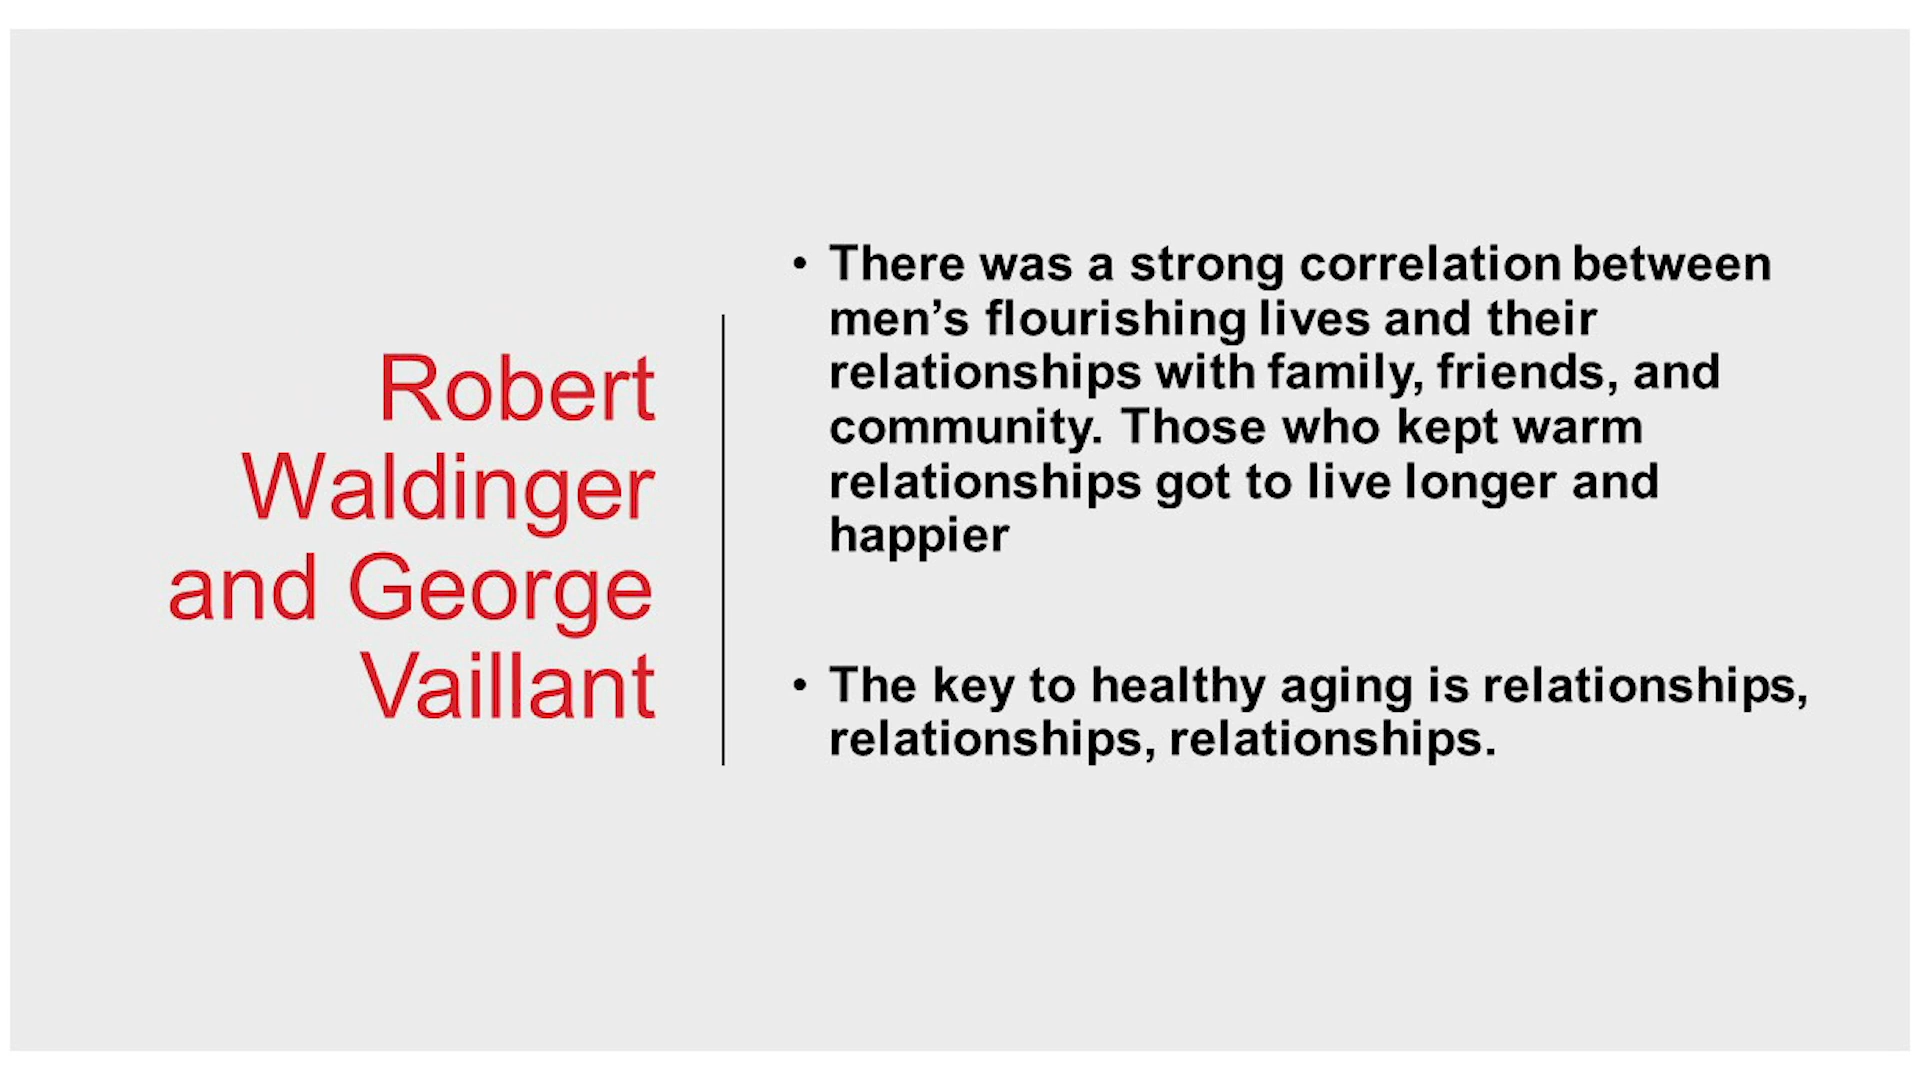 Robert
Waldinger
and George
Vaillant
• There was a strong correlation between
men’s flourishing lives and their
relationships with family, friends, and
community. Those who kept warm
relationships got to live longer and
happier
• The key to healthy aging is relationships,
relationships, relationships.